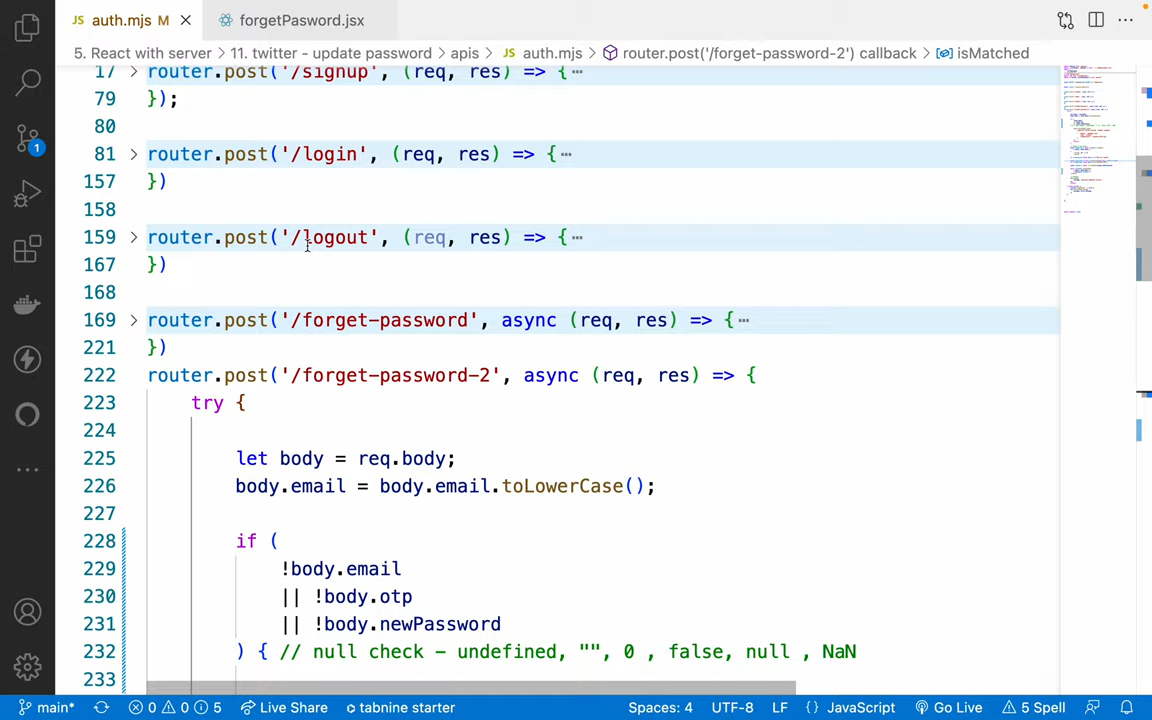 JS auth.mjs M
forgetPasword.jsx
5. React with server > 11. twitter - update password > apis > JS auth.mjs > router.post('/forget-password-2') callback > isMatched
17 router.post('/signup', (req, res) => {
79 });
80
81 router.post('/login', (req, res) => {
157 })
158
159 router.post('/logout', (req, res) => {
167 })
168
169 router.post('/forget-password', async (req, res) => {
221 })
222 router.post('/forget-password-2', async (req, res) => {
223 try {
224
225 let body = req.body;
226 body.email = body.email.toLowerCase();
227
228 if (
229 !body.email
230 || !body.otp
231 || !body.newPassword
232 ) { // null check - undefined, "", 0 , false, null , NaN
233
1
main* 0 0 5 Live Share tabnine starter Spaces: 4 UTF-8 LF {} JavaScript Go Live 5 Spell